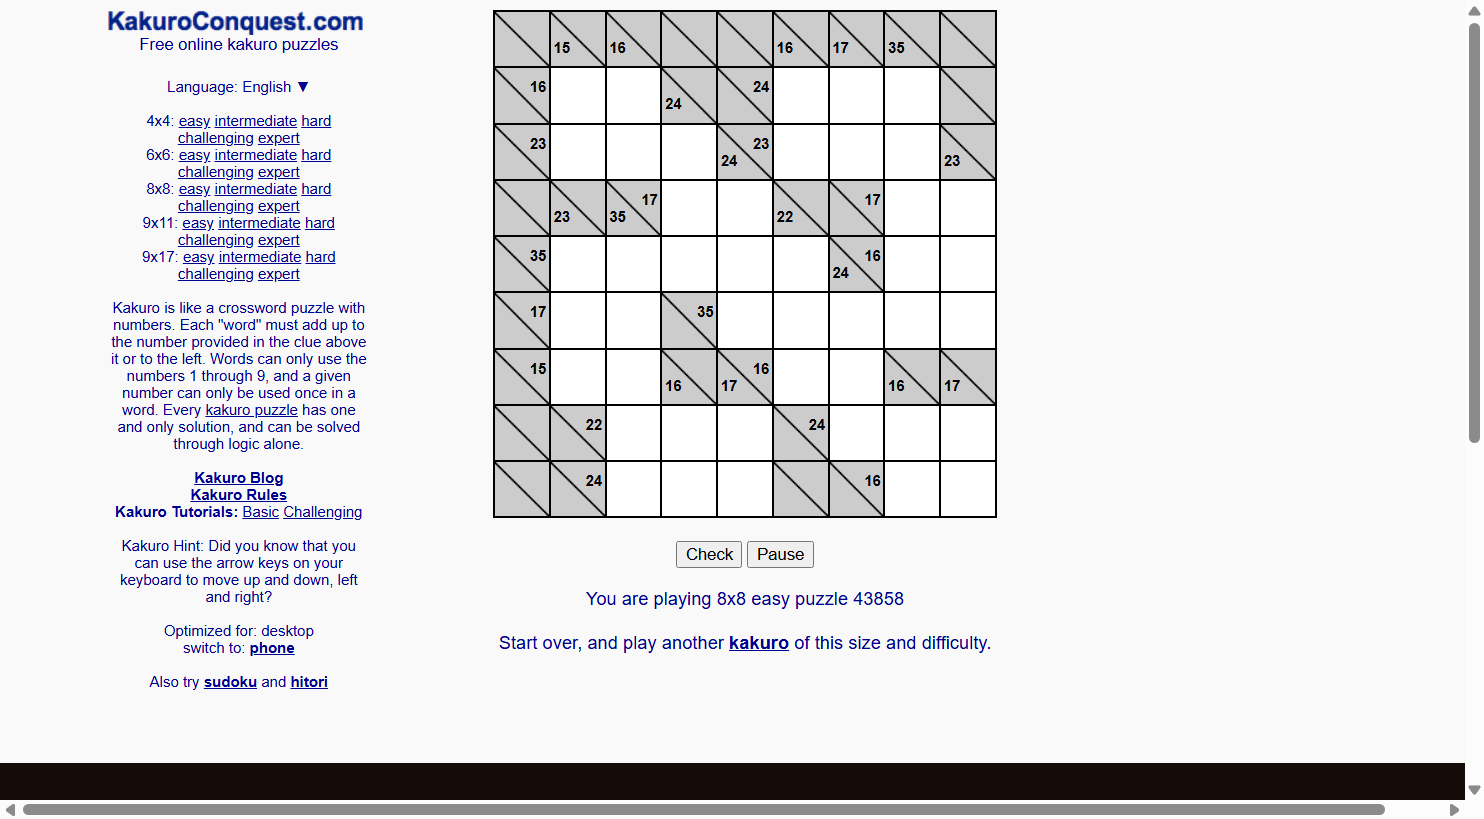 KakuroConquest.com
Free online kakuro puzzles
Language: English ▼
4x4: easy intermediate hard
challenging expert
6x6: easy intermediate hard
challenging expert
8x8: easy intermediate hard
challenging expert
9x11: easy intermediate hard
challenging expert
9x17: easy intermediate hard
challenging expert
Kakuro is like a crossword puzzle with
numbers. Each "word" must add up to
the number provided in the clue above
it or to the left. Words can only use the
numbers 1 through 9, and a given
number can only be used once in a
word. Every kakuro puzzle has one
and only solution, and can be solved
through logic alone.
Kakuro Blog
Kakuro Rules
Kakuro Tutorials: Basic Challenging
Kakuro Hint: Did you know that you
can use the arrow keys on your
keyboard to move up and down, left
and right?
Optimized for: desktop
switch to: phone
Also try sudoku and hitori
15 16 16 17 35
16 24 24
23 24 23 23
23 35 17 22 17
35 24 16
17 35
15 16 17 16 16 17
22 24
24 16
Check Pause
You are playing 8x8 easy puzzle 43858
Start over, and play another kakuro of this size and difficulty.